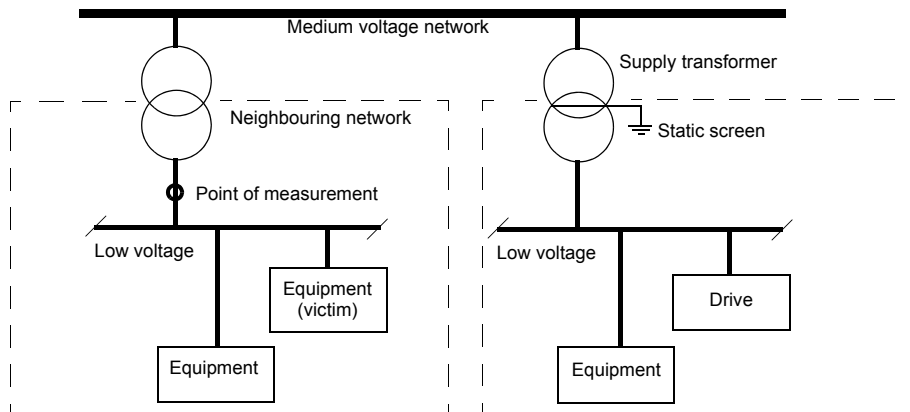 Medium voltage network
Supply transformer
Neighbouring network
Static screen
Point of measurement
Low voltage
Low voltage
Equipment
(victim)
Drive
Equipment
Equipment